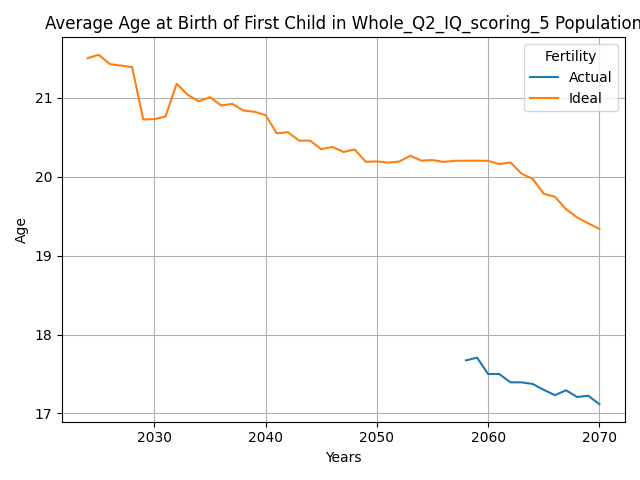 Average Age at Birth of First Child in Whole_Q2_IQ_scoring_5 Population
Fertility
Actual
Ideal
Age
21
20
19
18
17
2030
2040
2050
2060
2070
Years